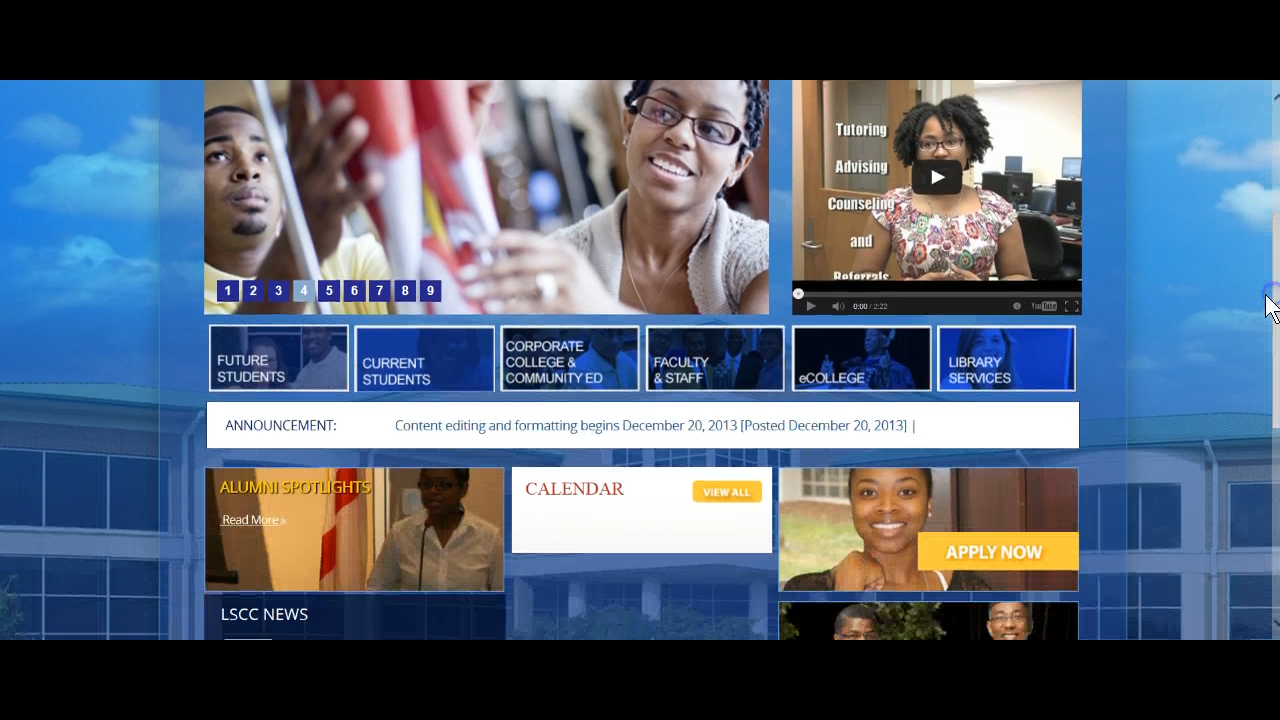 Tutoring
Advising
Counseling
and
Referrals
1 2 3 4 5 6 7 8 9
0:00 / 2:22
YouTube
FUTURE
STUDENTS
CURRENT
STUDENTS
CORPORATE
COLLEGE &
COMMUNITY ED
FACULTY
& STAFF
eCOLLEGE
LIBRARY
SERVICES
ANNOUNCEMENT: Content editing and formatting begins December 20, 2013 [Posted December 20, 2013] |
ALUMNI SPOTLIGHTS
Read More »
CALENDAR
VIEW ALL
APPLY NOW
LSCC NEWS